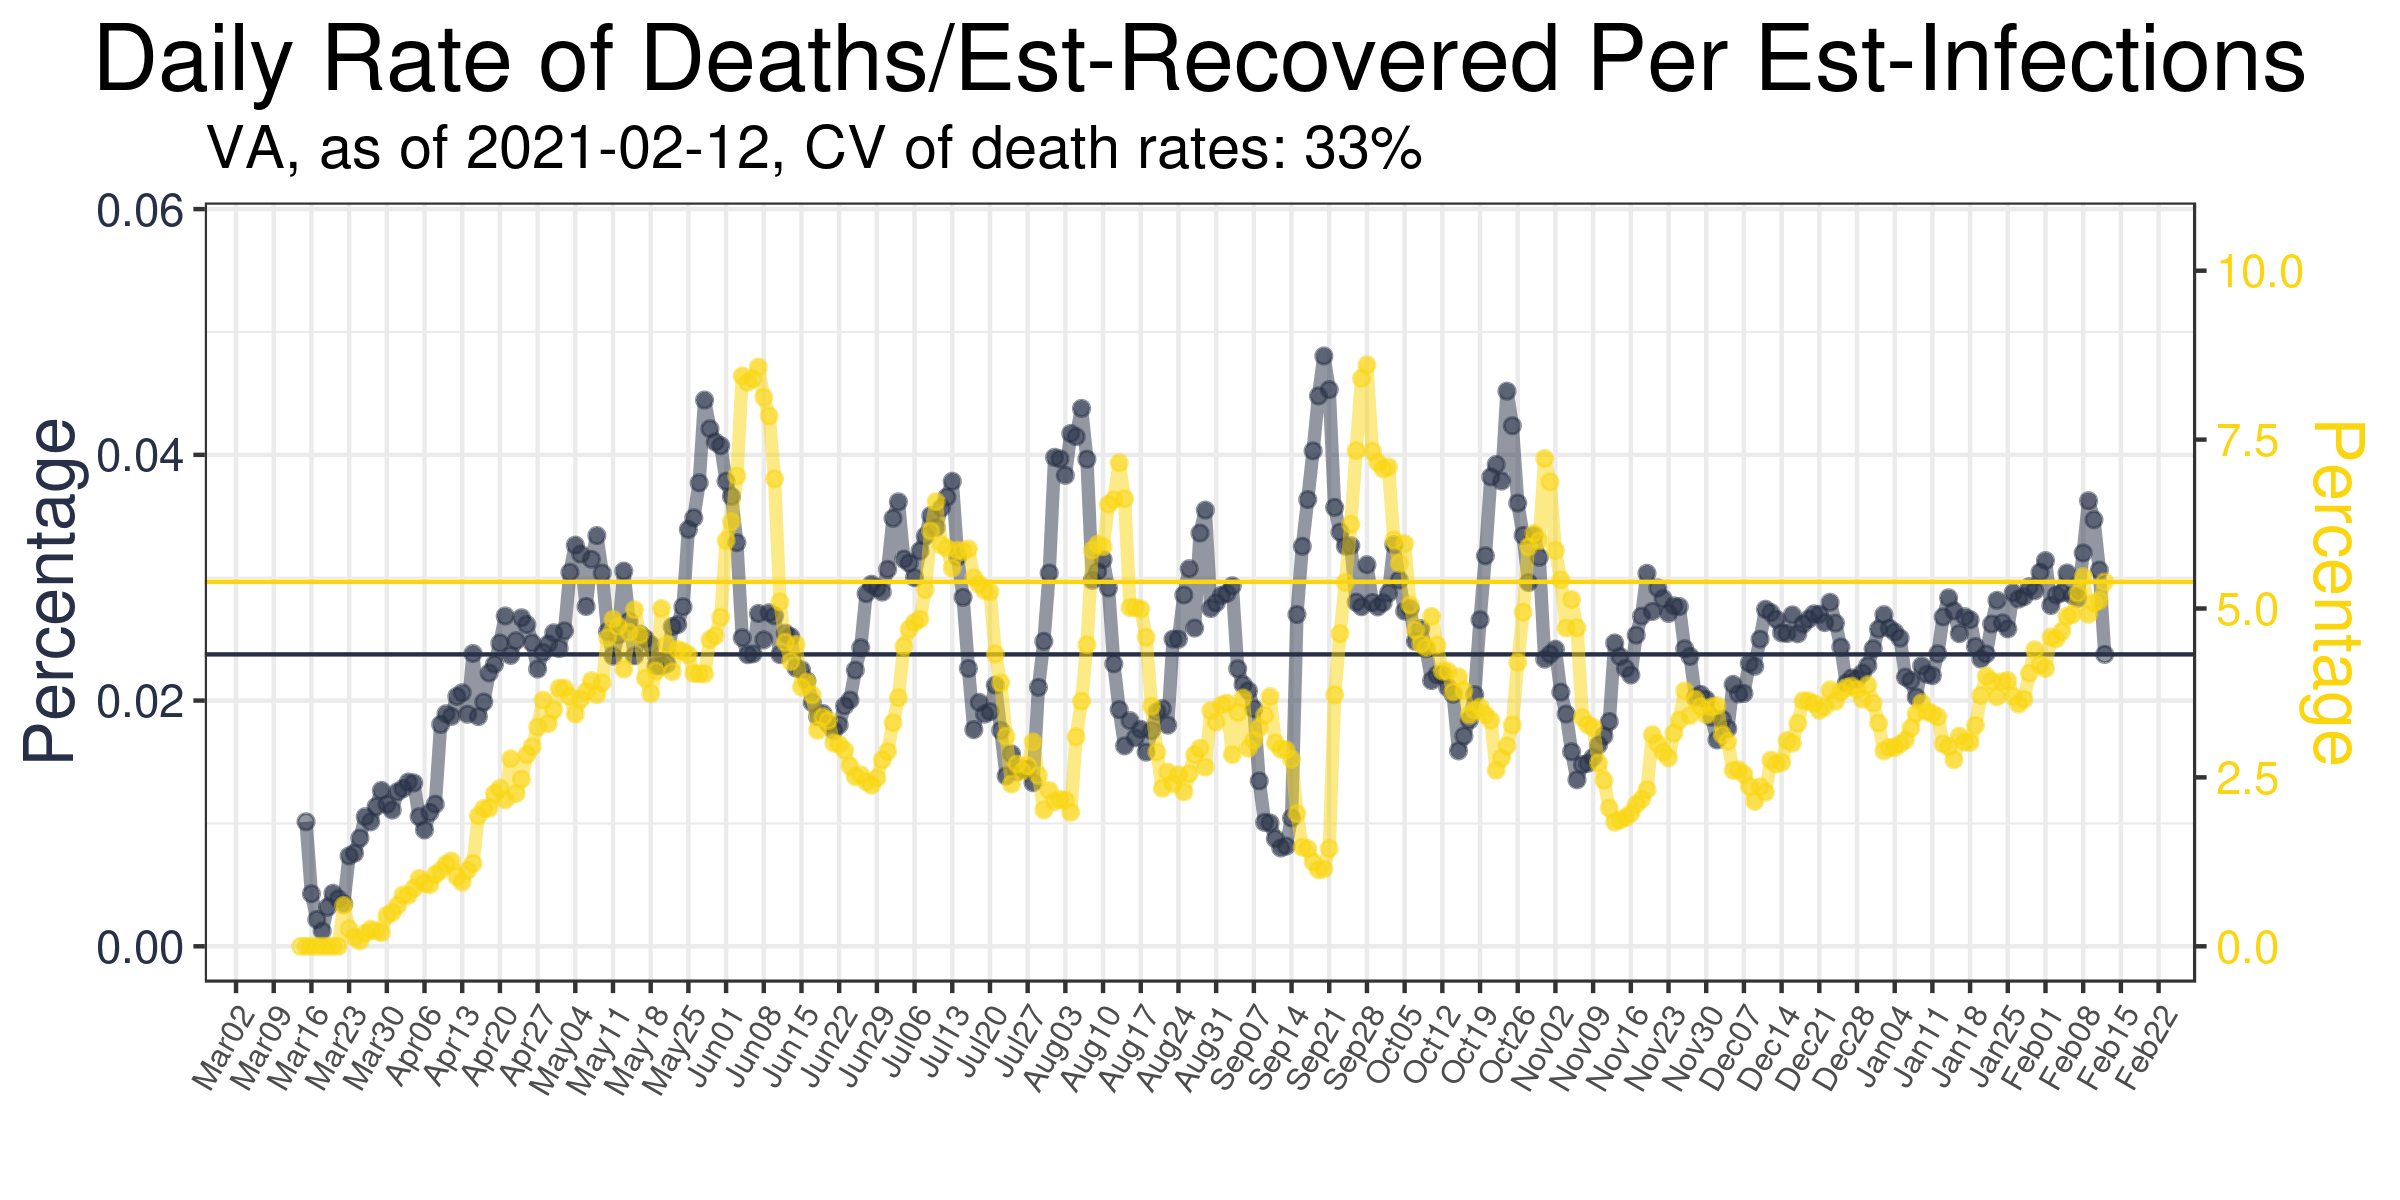 Daily Rate of Deaths/Est-Recovered Per Est-Infections
VA, as of 2021-02-12, CV of death rates: 33%
Percentage
0.06
0.04
0.02
0.00
10.0
7.5
5.0
2.5
0.0
Percentage
Mar02
Mar09
Mar16
Mar23
Mar30
Apr06
Apr13
Apr20
Apr27
May04
May11
May18
May25
Jun01
Jun08
Jun15
Jun22
Jun29
Jul06
Jul13
Jul20
Jul27
Aug03
Aug10
Aug17
Aug24
Aug31
Sep07
Sep14
Sep21
Sep28
Oct05
Oct12
Oct19
Oct26
Nov02
Nov09
Nov16
Nov23
Nov30
Dec07
Dec14
Dec21
Dec28
Jan04
Jan11
Jan18
Jan25
Feb01
Feb08
Feb15
Feb22